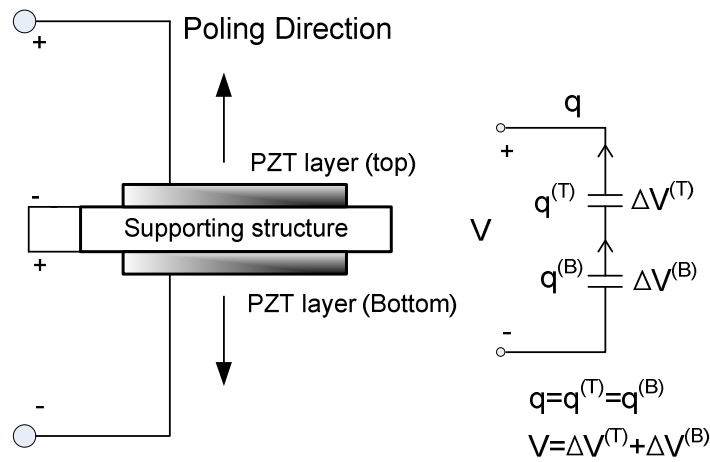 +
Poling Direction
PZT layer (top)
-
Supporting structure
+
PZT layer (Bottom)
-
q
+
q(T) ΔV(T)
V
q(B) ΔV(B)
-
q=q(T)=q(B)
V=ΔV(T)+ΔV(B)